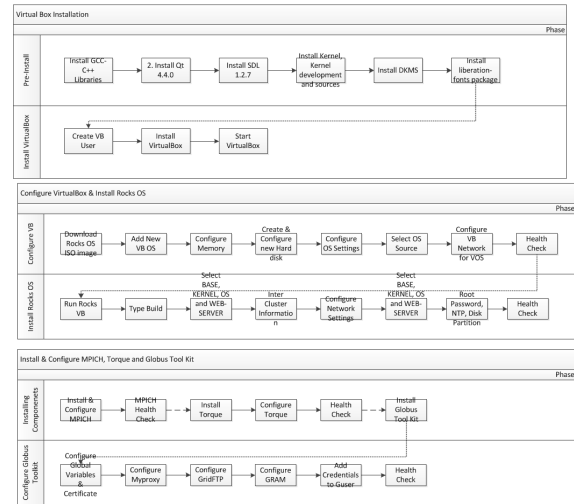 Virtual Box Installation
Phase
Pre-Install
Install GCC-
C++
Libraries
2. Install Qt
4.4.0
Install SDL
1.2.7
Install Kernel,
Kernel
development
and sources
Install DKMS
Install
liberation-
fonts package
Install VirtualBox
Create VB
User
Install
VirtualBox
Start
VirtualBox
Configure VirtualBox & Install Rocks OS
Phase
Configure VB
Download
Rocks OS
ISO image
Add New
VB OS
Configure
Memory
Create &
Configure
new Hard
disk
Configure
OS Settings
Select OS
Source
Configure
VB
Network
for VOS
Health
Check
Install Rocks OS
Run Rocks
VB
Type Build
Select
BASE,
KERNEL, OS
and WEB-
SERVER
Inter
Cluster
Informatio
n
Configure
Network
Settings
Select
BASE,
KERNEL, OS
and WEB-
SERVER
Root
Password,
NTP, Disk
Partition
Health
Check
Install & Configure MPICH, Torque and Globus Tool Kit
Phase
Installing
Componenets
Install &
Configure
MPICH
MPICH
Health
Check
Install
Torque
Configure
Torque
Health
Check
Install
Globus
Tool Kit
Configure Globus
Toolkit
Configure
Global
Variables
&
Certificate
Configure
Myproxy
Configure
GridFTP
Configure
GRAM
Add
Credentials
to Guser
Health
Check